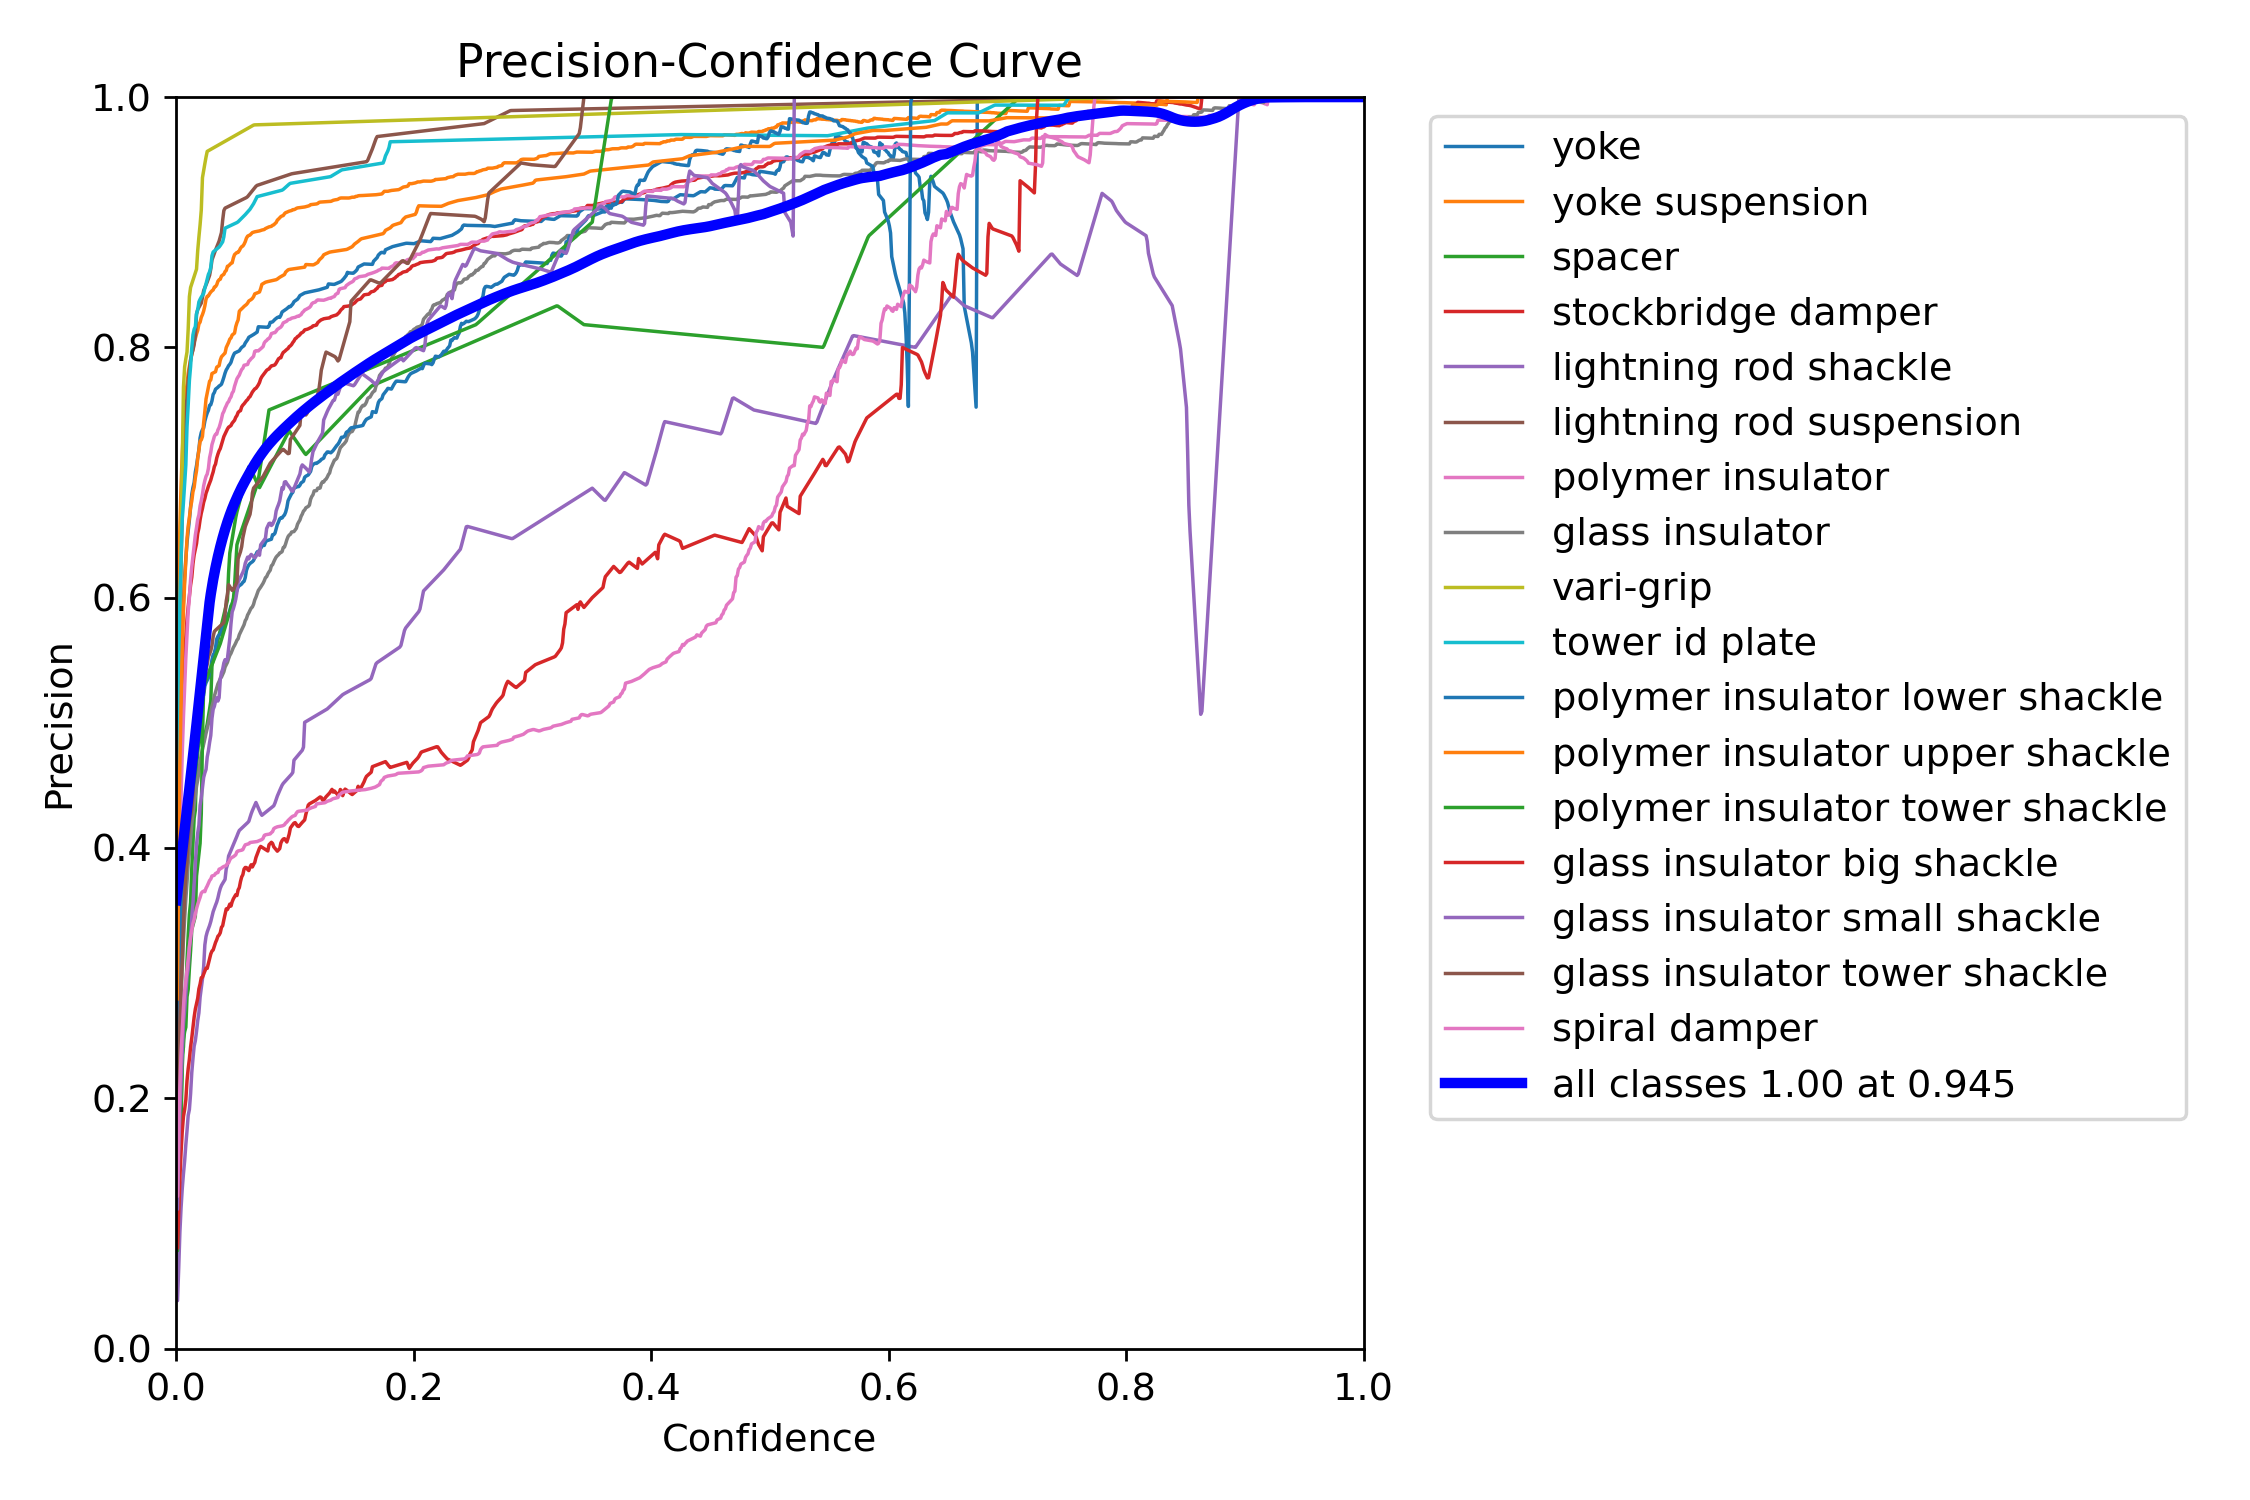 Precision-Confidence Curve
1.0
0.8
0.6
0.4
0.2
0.0
Precision
0.0 0.2 0.4 0.6 0.8 1.0
Confidence
yoke
yoke suspension
spacer
stockbridge damper
lightning rod shackle
lightning rod suspension
polymer insulator
glass insulator
vari-grip
tower id plate
polymer insulator lower shackle
polymer insulator upper shackle
polymer insulator tower shackle
glass insulator big shackle
glass insulator small shackle
glass insulator tower shackle
spiral damper
all classes 1.00 at 0.945